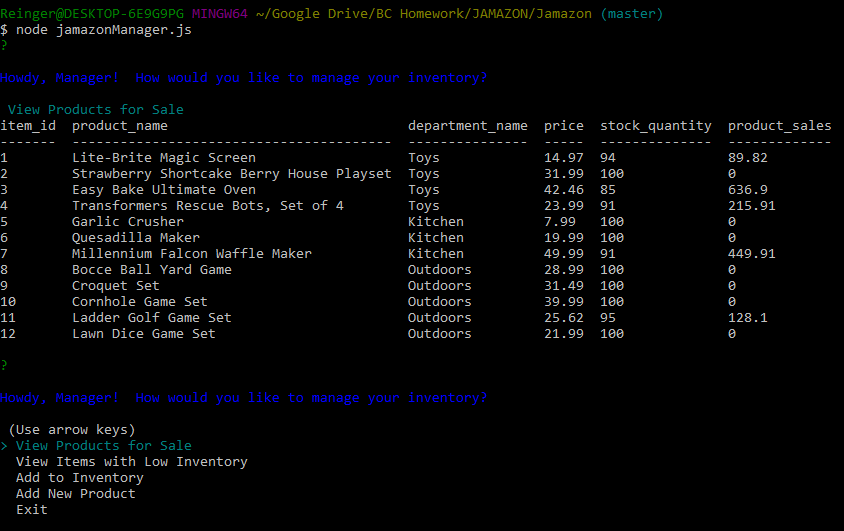 Reinger@DESKTOP-6E9G9PG MINGW64 ~/Google Drive/BC Homework/JAMAZON/Jamazon (master)
$ node jamazonManager.js
?
Howdy, Manager!  How would you like to manage your inventory?
View Products for Sale
item_id  product_name                              department_name  price  stock_quantity  product_sales
-------  ----------------------------------------  ---------------  -----  --------------  -------------
1        Lite-Brite Magic Screen                   Toys             14.97  94              89.82
2        Strawberry Shortcake Berry House Playset  Toys             31.99  100             0
3        Easy Bake Ultimate Oven                   Toys             42.46  85              636.9
4        Transformers Rescue Bots, Set of 4        Toys             23.99  91              215.91
5        Garlic Crusher                            Kitchen          7.99   100             0
6        Quesadilla Maker                          Kitchen          19.99  100             0
7        Millennium Falcon Waffle Maker            Kitchen          49.99  91              449.91
8        Bocce Ball Yard Game                      Outdoors         28.99  100             0
9        Croquet Set                               Outdoors         31.49  100             0
10       Cornhole Game Set                         Outdoors         39.99  100             0
11       Ladder Golf Game Set                      Outdoors         25.62  95              128.1
12       Lawn Dice Game Set                        Outdoors         21.99  100             0
?
Howdy, Manager!  How would you like to manage your inventory?
(Use arrow keys)
> View Products for Sale
  View Items with Low Inventory
  Add to Inventory
  Add New Product
  Exit